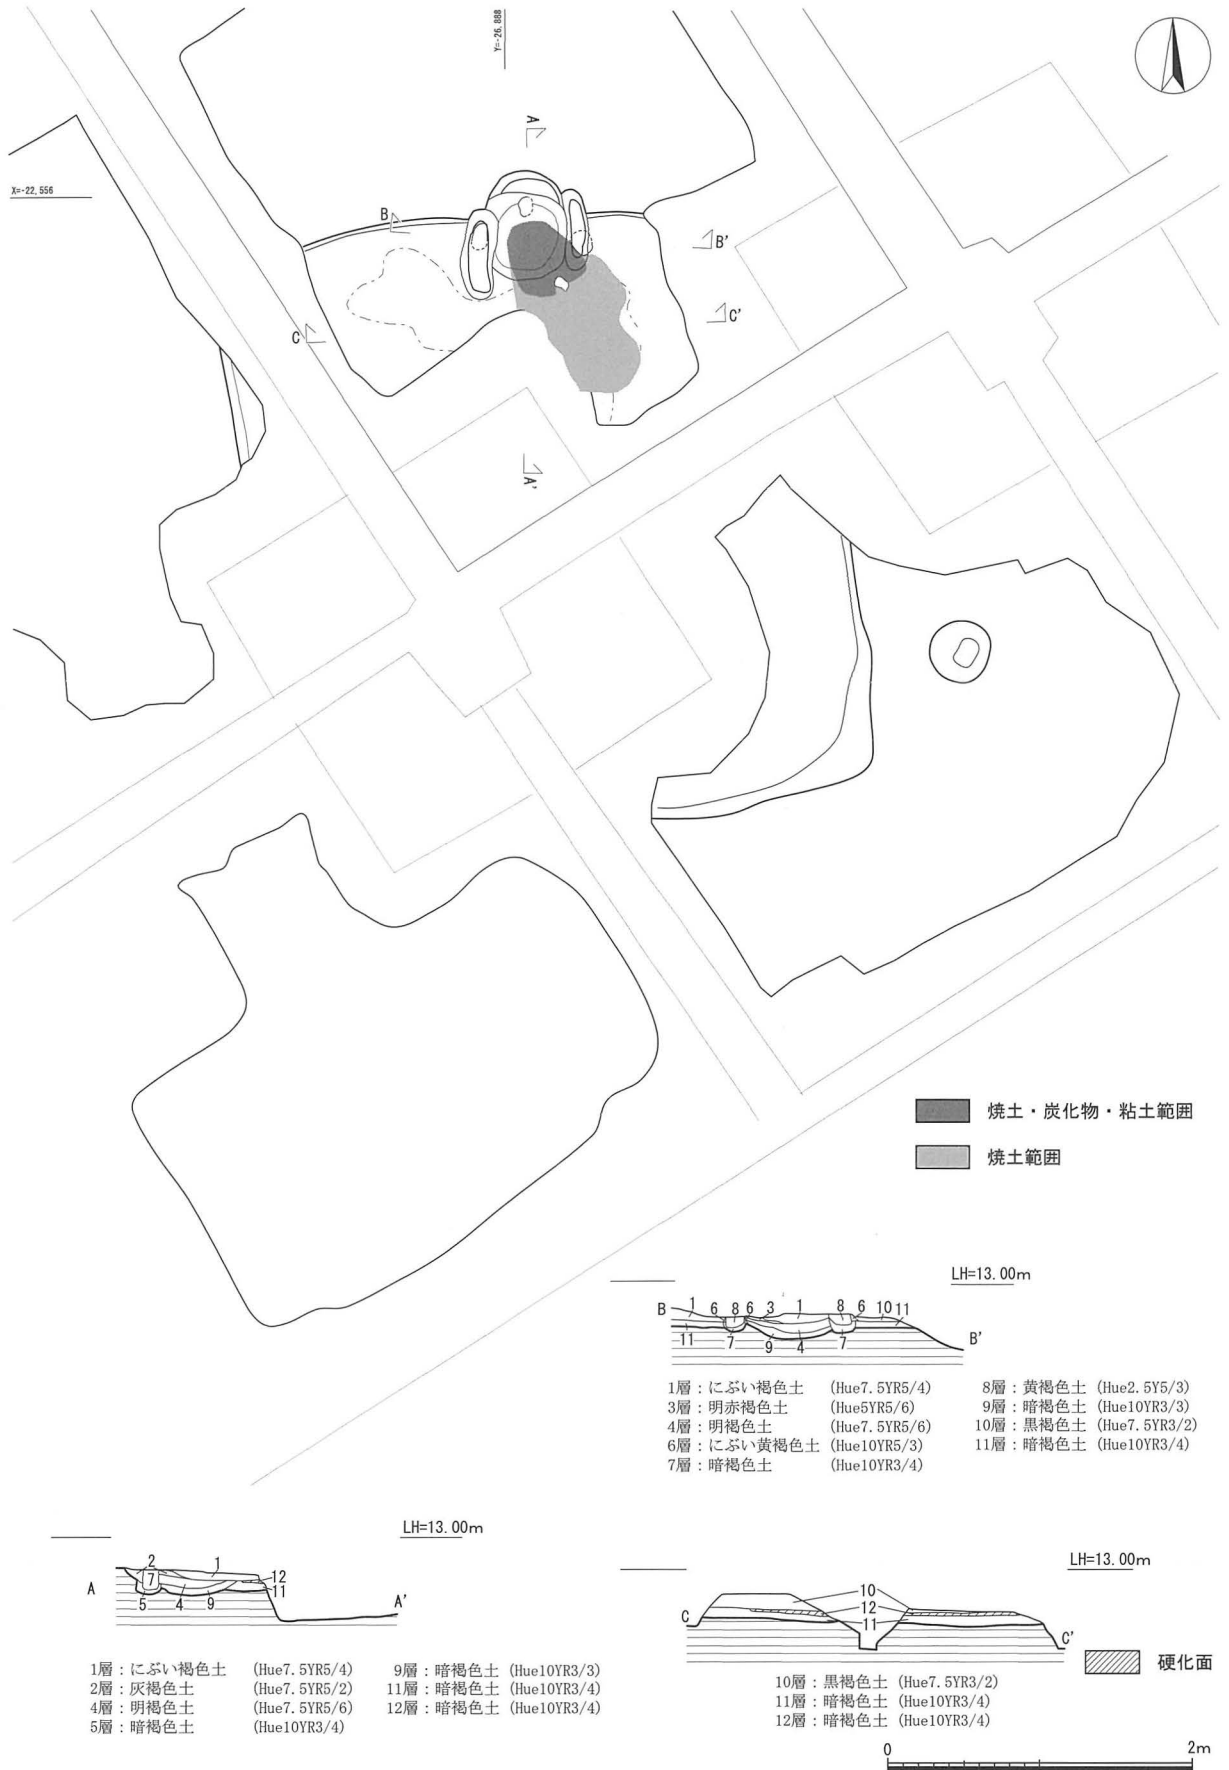 Y=-26,888
X=-22,556
A
B
B'
C
C'
A'
焼土・炭化物・粘土範囲
焼土範囲
LH=13.00m
B 1 6 8 6 3 1 8 6 10 11
11 7 9 4 7 B'
1層：にぶい褐色土 (Hue7.5YR5/4)
3層：明赤褐色土 (Hue5YR5/6)
4層：明褐色土 (Hue7.5YR5/6)
6層：にぶい黄褐色土 (Hue10YR5/3)
7層：暗褐色土 (Hue10YR3/4)
8層：黄褐色土 (Hue2.5Y5/3)
9層：暗褐色土 (Hue10YR3/3)
10層：黒褐色土 (Hue7.5YR3/2)
11層：暗褐色土 (Hue10YR3/4)
LH=13.00m
2 1
A 7 12
11
5 4 9 A'
1層：にぶい褐色土 (Hue7.5YR5/4)
2層：灰褐色土 (Hue7.5YR5/2)
4層：明褐色土 (Hue7.5YR5/6)
5層：暗褐色土 (Hue10YR3/4)
9層：暗褐色土 (Hue10YR3/3)
11層：暗褐色土 (Hue10YR3/4)
12層：暗褐色土 (Hue10YR3/4)
LH=13.00m
10
12
C 11
C'
硬化面
10層：黒褐色土 (Hue7.5YR3/2)
11層：暗褐色土 (Hue10YR3/4)
12層：暗褐色土 (Hue10YR3/4)
0 2m